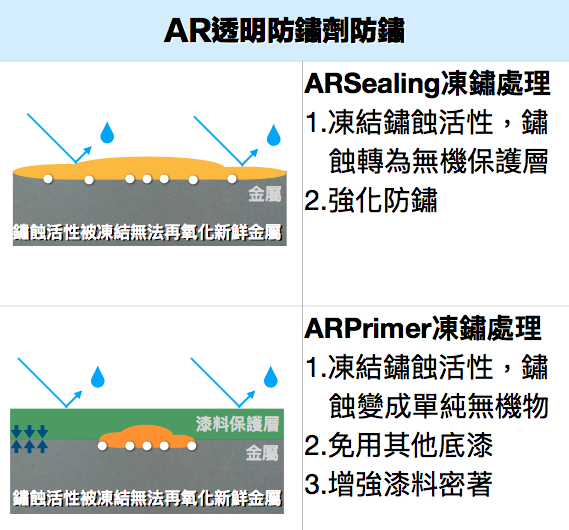 AR透明防鏽劑防鏽
金屬
鏽蝕活性被凍結無法再氧化新鮮金屬
ARSealing凍鏽處理
1.凍結鏽蝕活性，鏽
蝕轉為無機保護層
2.強化防鏽
漆料保護層
金屬
鏽蝕活性被凍結無法再氧化新鮮金屬
ARPrimer凍鏽處理
1.凍結鏽蝕活性，鏽
蝕變成單純無機物
2.免用其他底漆
3.增強漆料密著